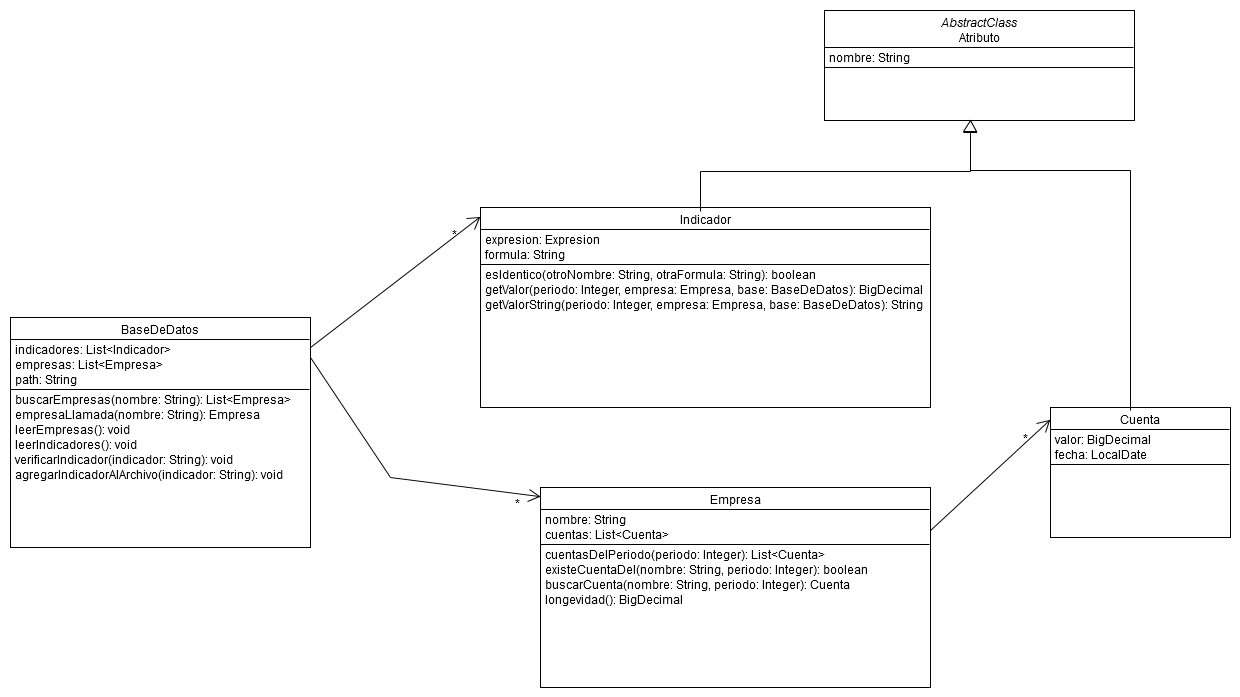 AbstractClass
Atributo
nombre: String
Indicador
expresion: Expresion
formula: String
esIdentico(otroNombre: String, otraFormula: String): boolean
getValor(periodo: Integer, empresa: Empresa, base: BaseDeDatos): BigDecimal
getValorString(periodo: Integer, empresa: Empresa, base: BaseDeDatos): String
*
BaseDeDatos
indicadores: List<Indicador>
empresas: List<Empresa>
path: String
buscarEmpresas(nombre: String): List<Empresa>
empresaLlamada(nombre: String): Empresa
leerEmpresas(): void
leerIndicadores(): void
verificarIndicador(indicador: String): void
agregarIndicadorAlArchivo(indicador: String): void
*
Empresa
nombre: String
cuentas: List<Cuenta>
cuentasDelPeriodo(periodo: Integer): List<Cuenta>
existeCuentaDel(nombre: String, periodo: Integer): boolean
buscarCuenta(nombre: String, periodo: Integer): Cuenta
longevidad(): BigDecimal
*
Cuenta
valor: BigDecimal
fecha: LocalDate